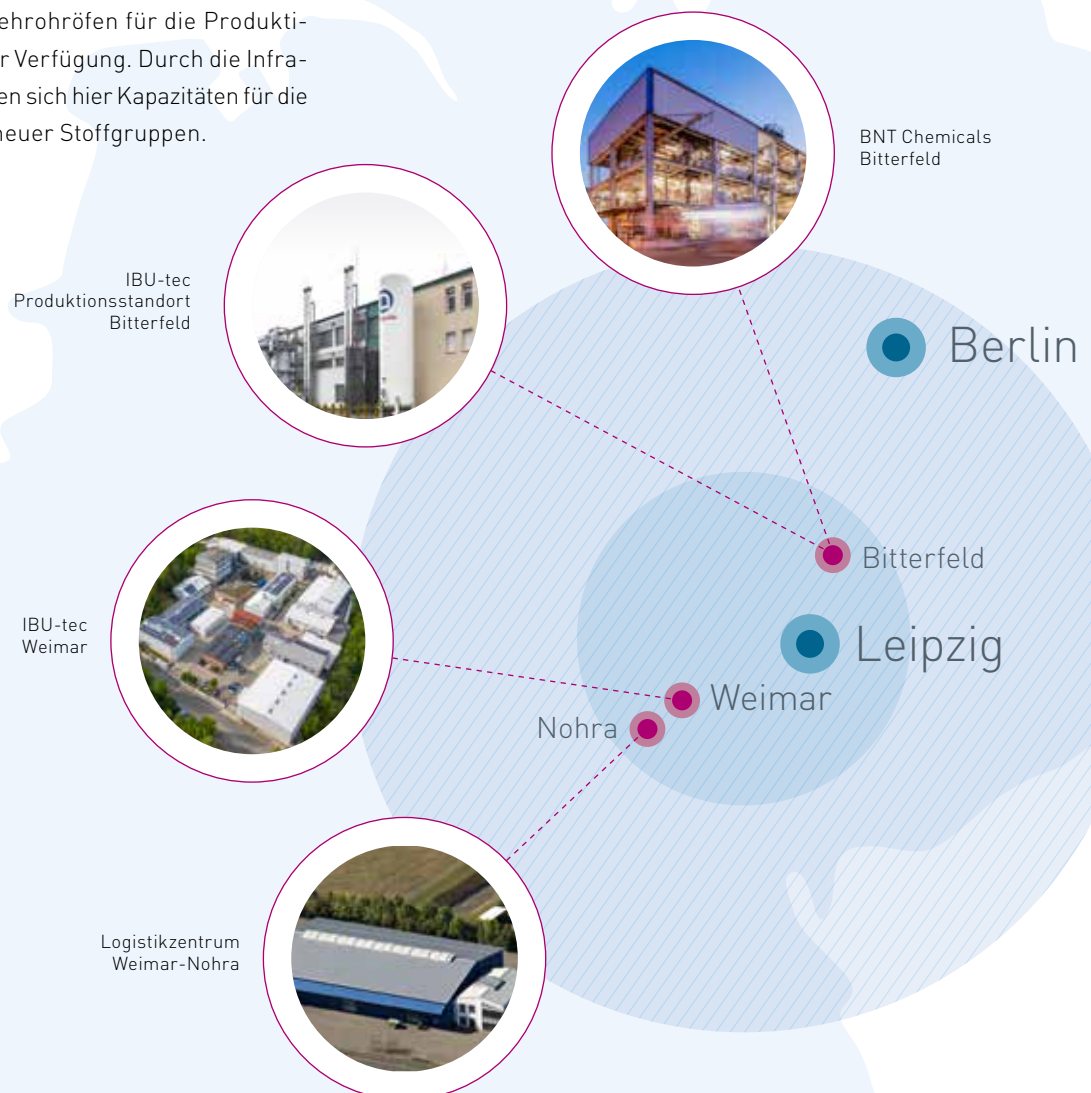 ehrohröfen für die Produkti-
r Verfügung. Durch die Infra-
en sich hier Kapazitäten für die
neuer Stoffgruppen.
BNT Chemicals
Bitterfeld
IBU-tec
Produktionsstandort
Bitterfeld
Berlin
Bitterfeld
IBU-tec
Weimar
Leipzig
Weimar
Nohra
Logistikzentrum
Weimar-Nohra